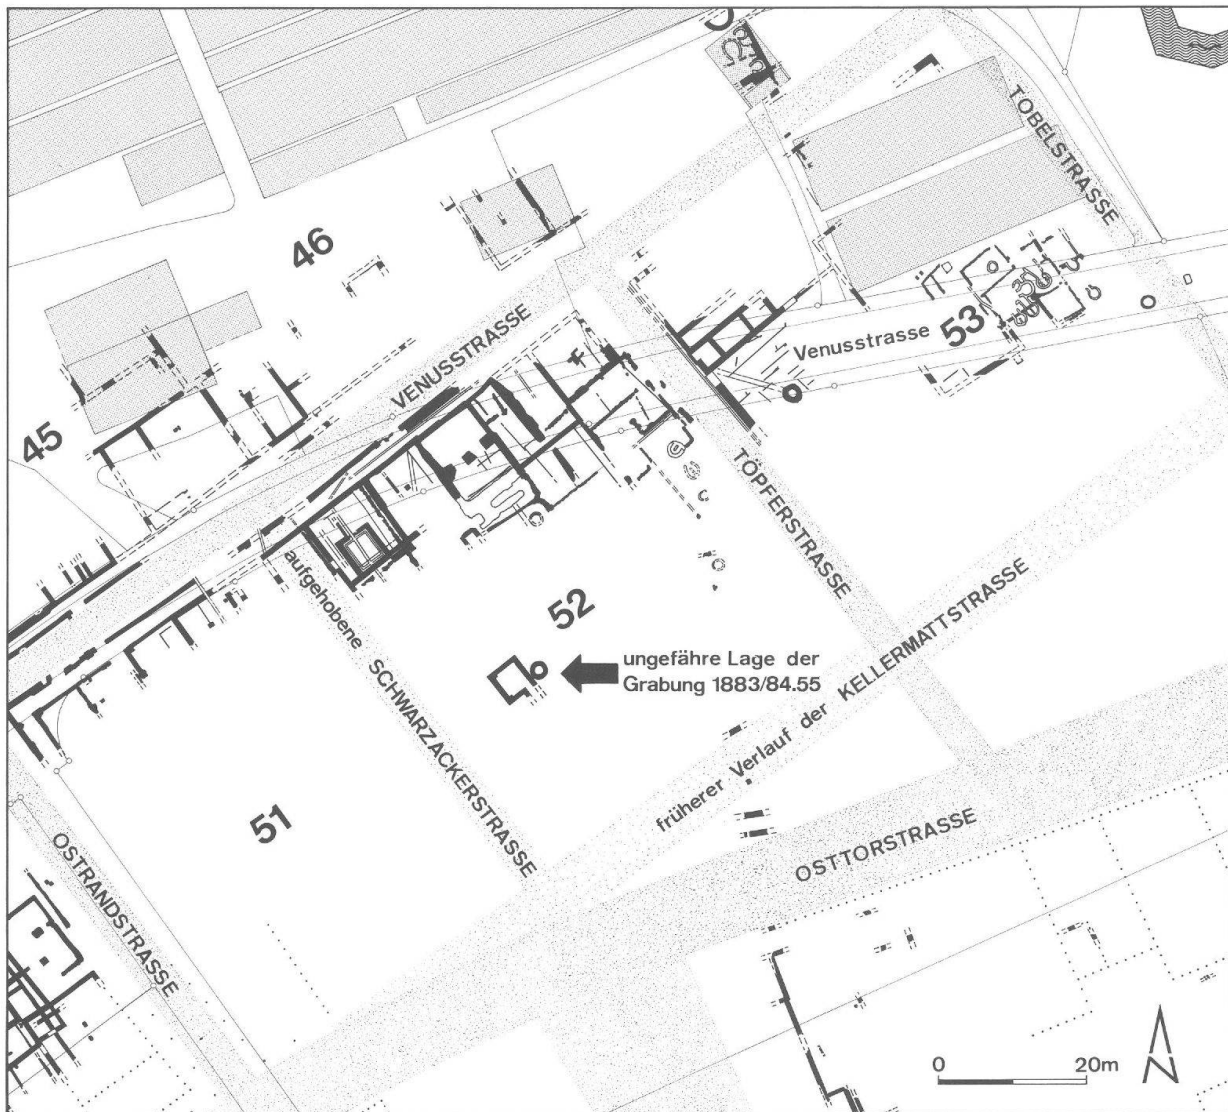 TOBELSTRASSE
46
VENUSSTRASSE
Venusstrasse
53
45
TÖPFERSTRASSE
aufgehobene SCHWARZACKERSTRASSE
52
ungefähre Lage der
Grabung 1883/84.55
früherer Verlauf der KELLERMATTSTRASSE
51
OSTTORSTRASSE
OSTRANDSTRASSE
0 20m
N